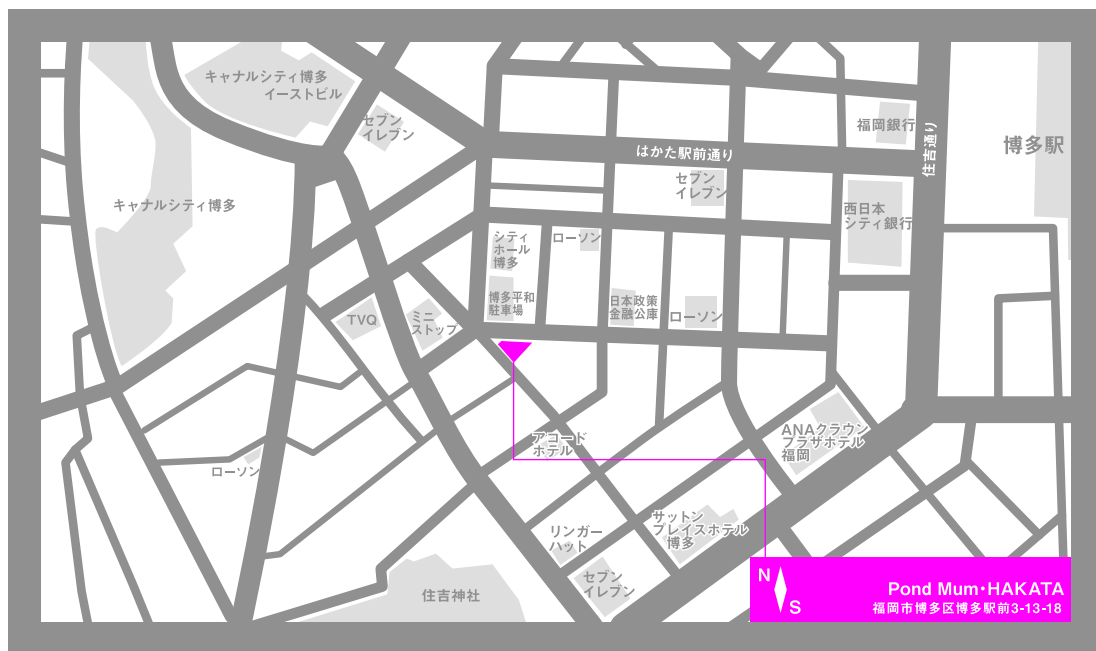 キャナルシティ博多
イーストビル
セブン
イレブン
福岡銀行
住吉通り
博多駅
はかた駅前通り
セブン
イレブン
キャナルシティ博多
西日本
シティ銀行
シティ
ホール
博多
ローソン
博多平和
駐車場
日本政策
金融公庫
ローソン
TVQ
ミニ
ストップ
アコード
ホテル
ANAクラウン
プラザホテル
福岡
ローソン
リンガー
ハット
サットン
プレイスホテル
博多
セブン
イレブン
住吉神社
N
S
Pond Mum・HAKATA
福岡市博多区博多駅前3-13-18